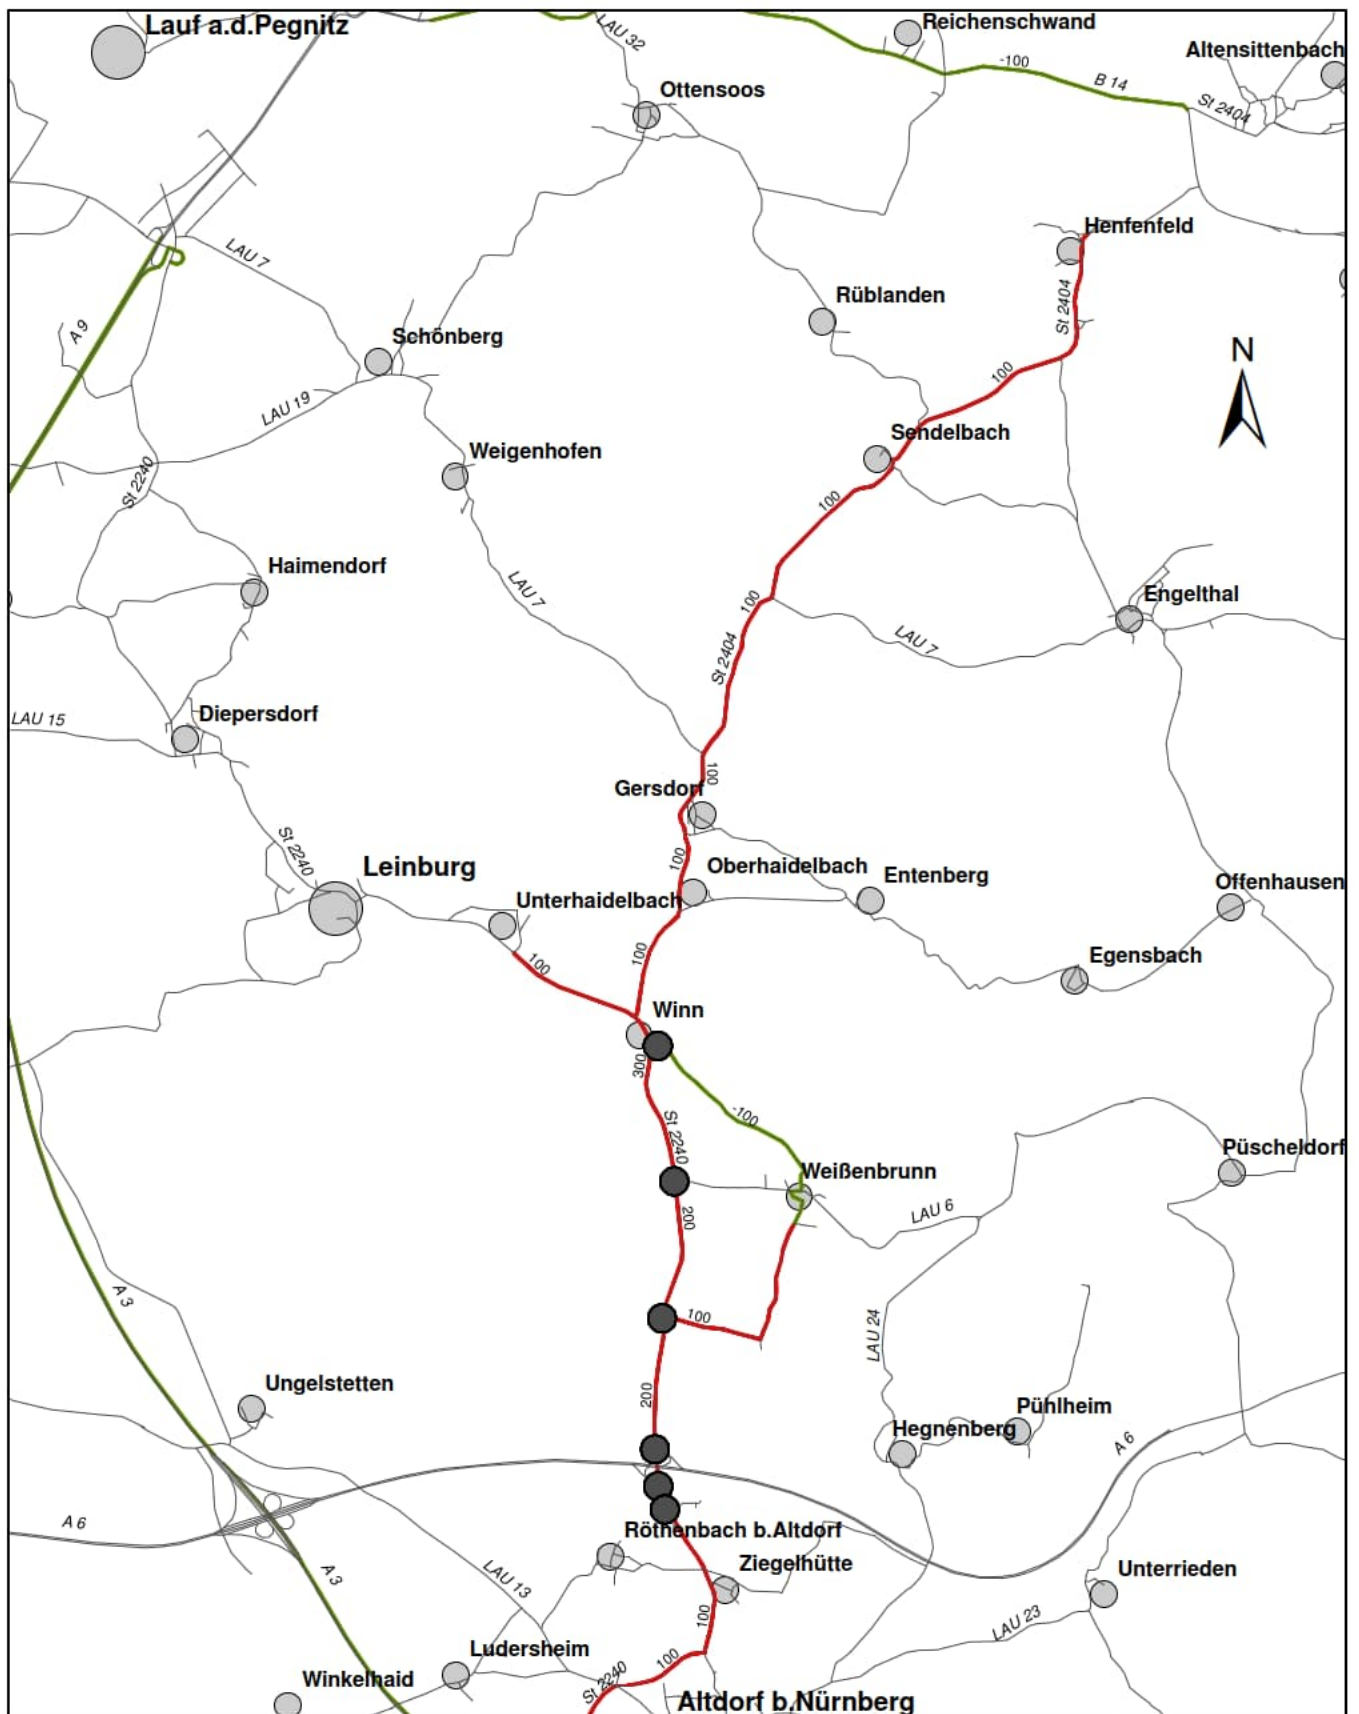 Lauf a.d.Pegnitz
LAU 32
Reichenschwand
Altensittenbach
-100
B 14
St 2404
Ottensoos
Henfenfeld
LAU 7
Rüblanden
St 2404
A 9
Schönberg
N
100
LAU 19
Sendelbach
Weigenhofen
St 2240
100
Haimendorf
LAU 7
100
Engelthal
St 2404
LAU 7
LAU 15
Diepersdorf
100
Gersdorf
St 2240
Leinburg
100
Oberhaidelbach
Entenberg
Offenhausen
Unterhaidelbach
100
100
Egensbach
Winn
300
-100
St 2240
Püscheldorf
Weißenbrunn
200
LAU 6
A 3
100
LAU 24
Ungelstetten
200
Pühlheim
Hegnenberg
A 6
A 6
Röthenbach b.Altdorf
Ziegelhütte
A 3
LAU 13
Unterrieden
100
LAU 23
Ludersheim
100
Winkelhaid
St 2240
Altdorf b.Nürnberg